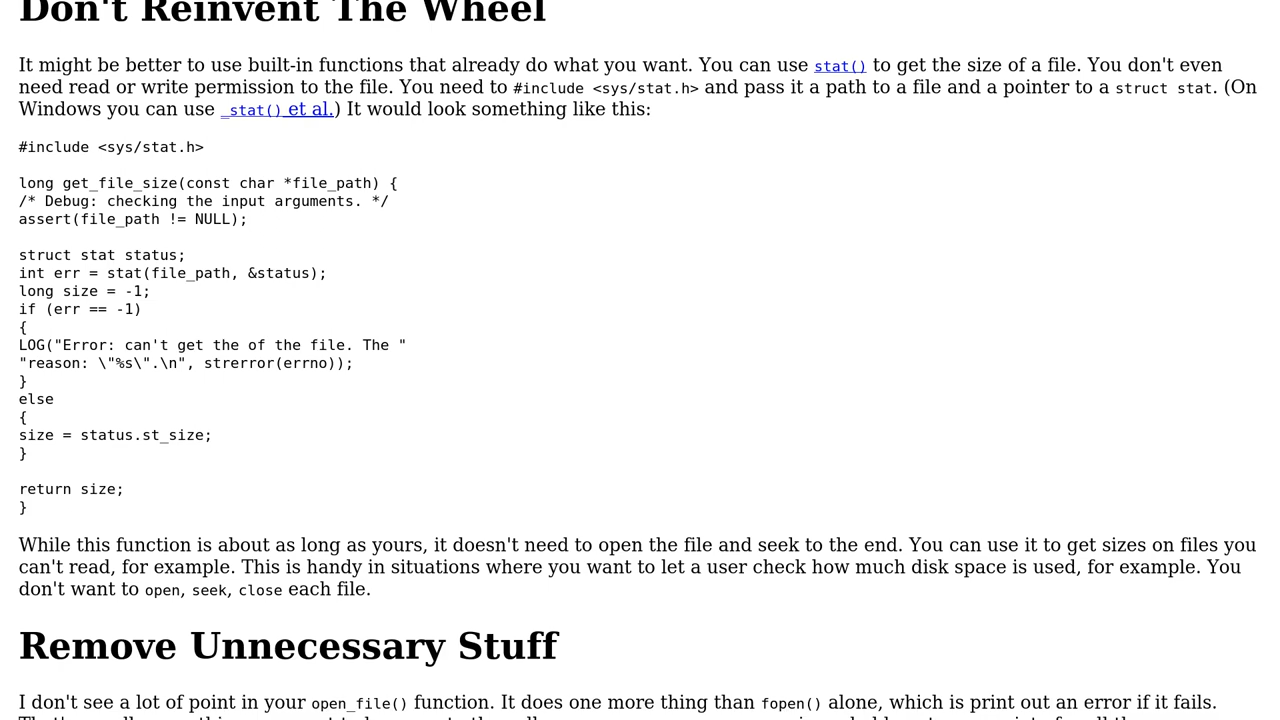 Don't Reinvent The Wheel
It might be better to use built-in functions that already do what you want. You can use stat() to get the size of a file. You don't even
need read or write permission to the file. You need to #include <sys/stat.h> and pass it a path to a file and a pointer to a struct stat. (On
Windows you can use _stat() et al.) It would look something like this:
#include <sys/stat.h>
long get_file_size(const char *file_path) {
/* Debug: checking the input arguments. */
assert(file_path != NULL);
struct stat status;
int err = stat(file_path, &status);
long size = -1;
if (err == -1)
{
LOG("Error: can't get the of the file. The "
"reason: \"%s\".\n", strerror(errno));
}
else
{
size = status.st_size;
}
return size;
}
While this function is about as long as yours, it doesn't need to open the file and seek to the end. You can use it to get sizes on files you
can't read, for example. This is handy in situations where you want to let a user check how much disk space is used, for example. You
don't want to open, seek, close each file.
Remove Unnecessary Stuff
I don't see a lot of point in your open_file() function. It does one more thing than fopen() alone, which is print out an error if it fails.